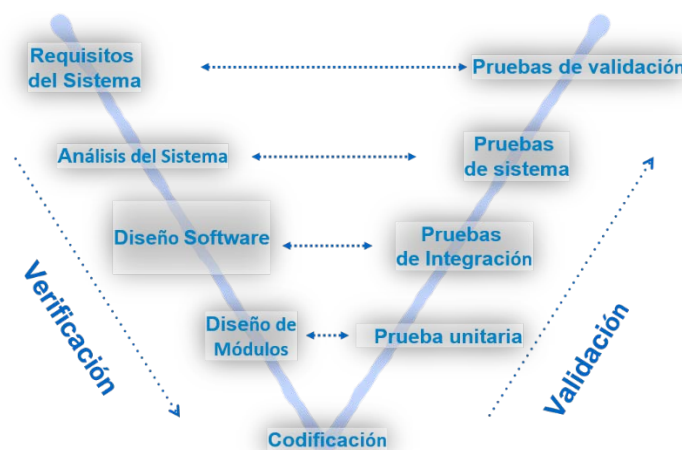 Requisitos
del Sistema
Pruebas de validación
Análisis del Sistema
Pruebas
de sistema
Diseño Software
Pruebas
de Integración
Diseño de
Módulos
Prueba unitaria
Codificación
Verificación
Validación